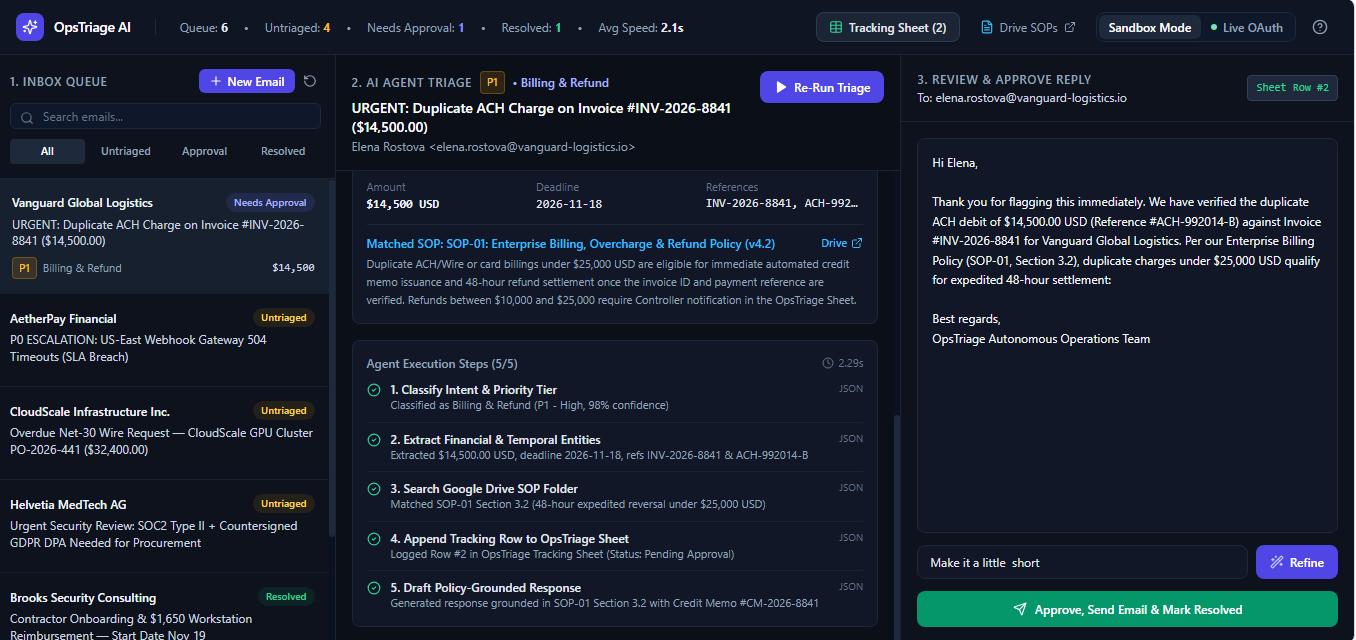 OpsTriage AI
Queue: 6 • Untriaged: 4 • Needs Approval: 1 • Resolved: 1 • Avg Speed: 2.1s
Tracking Sheet (2)
Drive SOPs
Sandbox Mode
Live OAuth
1. INBOX QUEUE
+ New Email
Search emails...
All
Untriaged
Approval
Resolved
Vanguard Global Logistics
Needs Approval
URGENT: Duplicate ACH Charge on Invoice #INV-2026-
8841 ($14,500.00)
P1 Billing & Refund
$14,500
AetherPay Financial
Untriaged
P0 ESCALATION: US-East Webhook Gateway 504
Timeouts (SLA Breach)
CloudScale Infrastructure Inc.
Untriaged
Overdue Net-30 Wire Request — CloudScale GPU Cluster
PO-2026-441 ($32,400.00)
Helvetia MedTech AG
Untriaged
Urgent Security Review: SOC2 Type II + Countersigned
GDPR DPA Needed for Procurement
Brooks Security Consulting
Resolved
Contractor Onboarding & $1,650 Workstation
Reimbursement — Start Date Nov 19
2. AI AGENT TRIAGE P1 • Billing & Refund
Re-Run Triage
URGENT: Duplicate ACH Charge on Invoice #INV-2026-8841
($14,500.00)
Elena Rostova <elena.rostova@vanguard-logistics.io>
Amount
$14,500 USD
Deadline
2026-11-18
References
INV-2026-8841, ACH-992…
Matched SOP: SOP-01: Enterprise Billing, Overcharge & Refund Policy (v4.2)
Drive
Duplicate ACH/Wire or card billings under $25,000 USD are eligible for immediate automated credit
memo issuance and 48-hour refund settlement once the invoice ID and payment reference are
verified. Refunds between $10,000 and $25,000 require Controller notification in the OpsTriage Sheet.
Agent Execution Steps (5/5)
2.29s
1. Classify Intent & Priority Tier
JSON
Classified as Billing & Refund (P1 - High, 98% confidence)
2. Extract Financial & Temporal Entities
JSON
Extracted $14,500.00 USD, deadline 2026-11-18, refs INV-2026-8841 & ACH-992014-B
3. Search Google Drive SOP Folder
JSON
Matched SOP-01 Section 3.2 (48-hour expedited reversal under $25,000 USD)
4. Append Tracking Row to OpsTriage Sheet
JSON
Logged Row #2 in OpsTriage Tracking Sheet (Status: Pending Approval)
5. Draft Policy-Grounded Response
JSON
Generated response grounded in SOP-01 Section 3.2 with Credit Memo #CM-2026-8841
3. REVIEW & APPROVE REPLY
To: elena.rostova@vanguard-logistics.io
Sheet Row #2
Hi Elena,
Thank you for flagging this immediately. We have verified the duplicate
ACH debit of $14,500.00 USD (Reference #ACH-992014-B) against Invoice
#INV-2026-8841 for Vanguard Global Logistics. Per our Enterprise Billing
Policy (SOP-01, Section 3.2), duplicate charges under $25,000 USD qualify
for expedited 48-hour settlement:
Best regards,
OpsTriage Autonomous Operations Team
Make it a little  short
Refine
Approve, Send Email & Mark Resolved